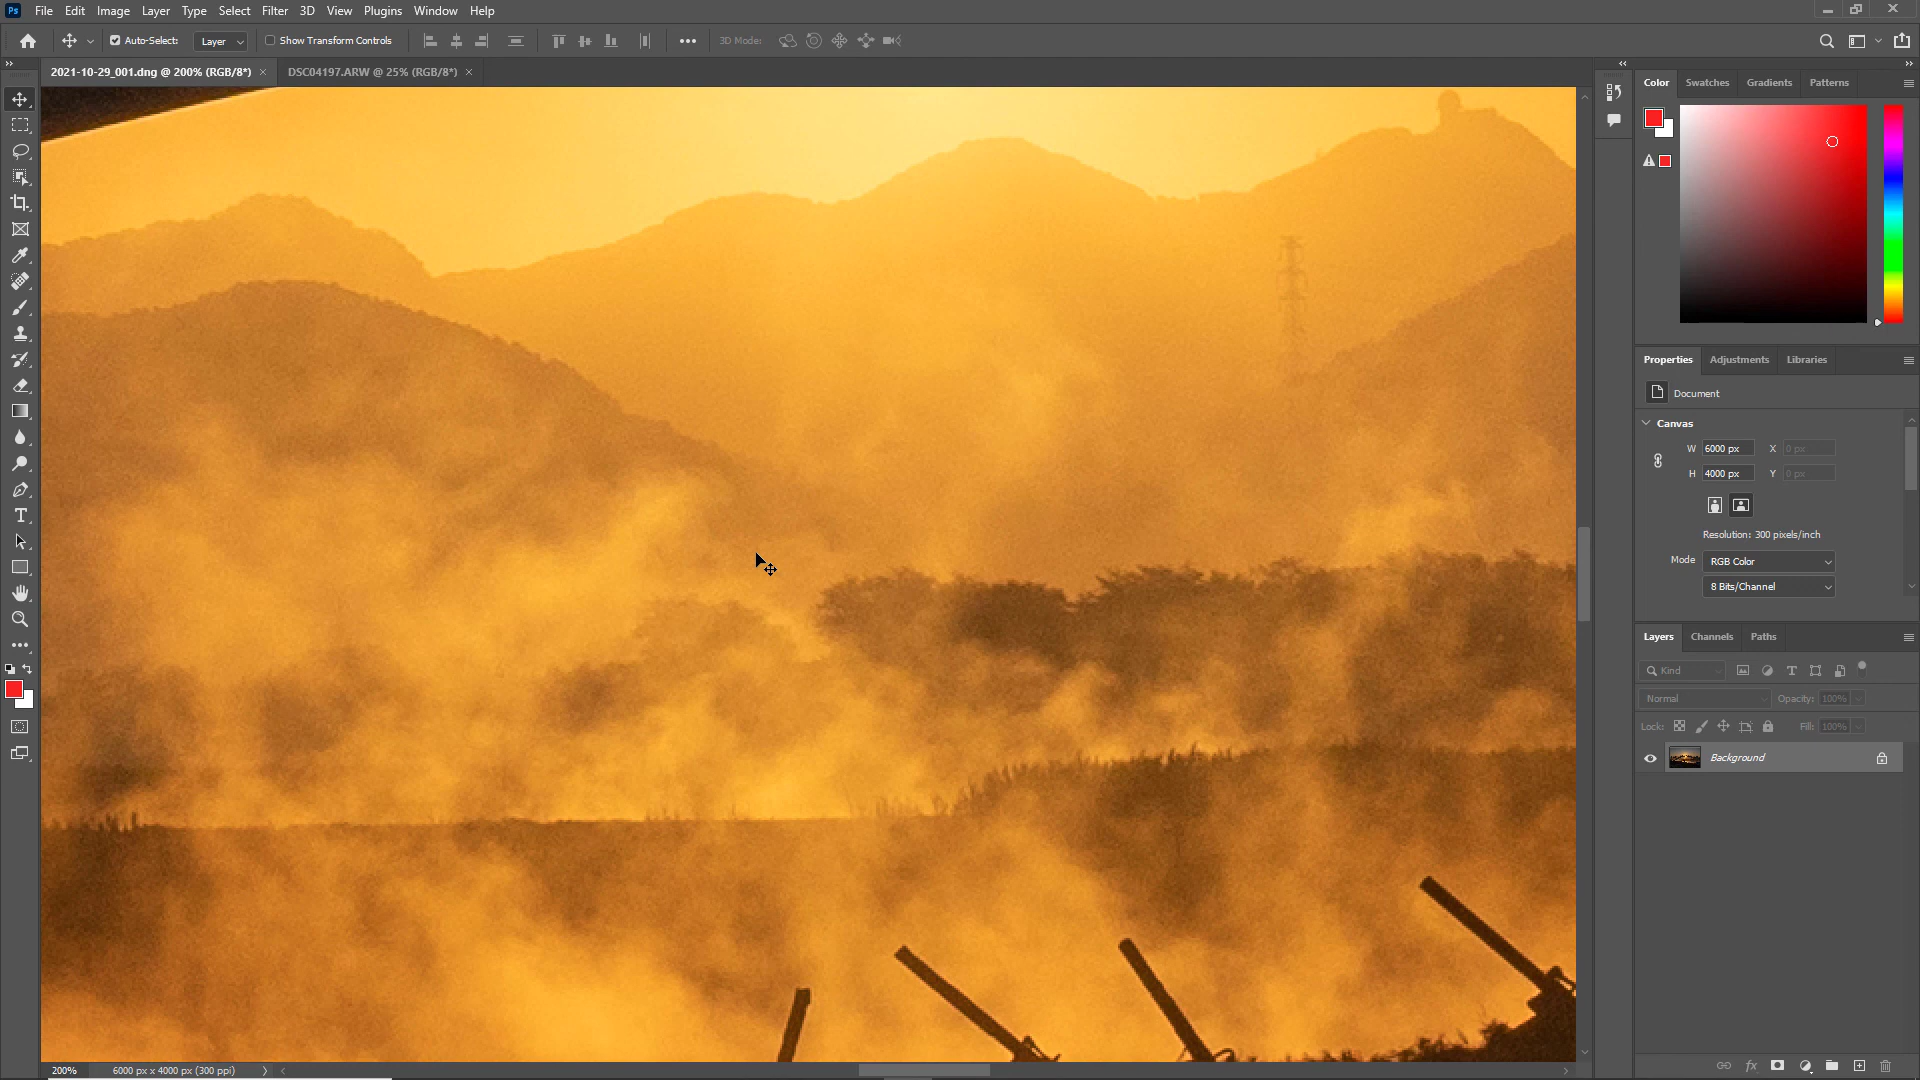 Ps File Edit Image Layer Type Select Filter 3D View Plugins Window Help
Auto-Select: Layer Show Transform Controls 3D Mode:
2021-10-29_001.dng @ 200% (RGB/8*) DSC04197.ARW @ 25% (RGB/8*)
Color Swatches Gradients Patterns
Properties Adjustments Libraries
Document
Canvas
W 6000 px X 0 px
H 4000 px Y 0 px
Resolution: 300 pixels/inch
Mode RGB Color
8 Bits/Channel
Layers Channels Paths
Kind
Normal Opacity: 100%
Lock: Fill: 100%
Background
200% 6000 px x 4000 px (300 ppi)